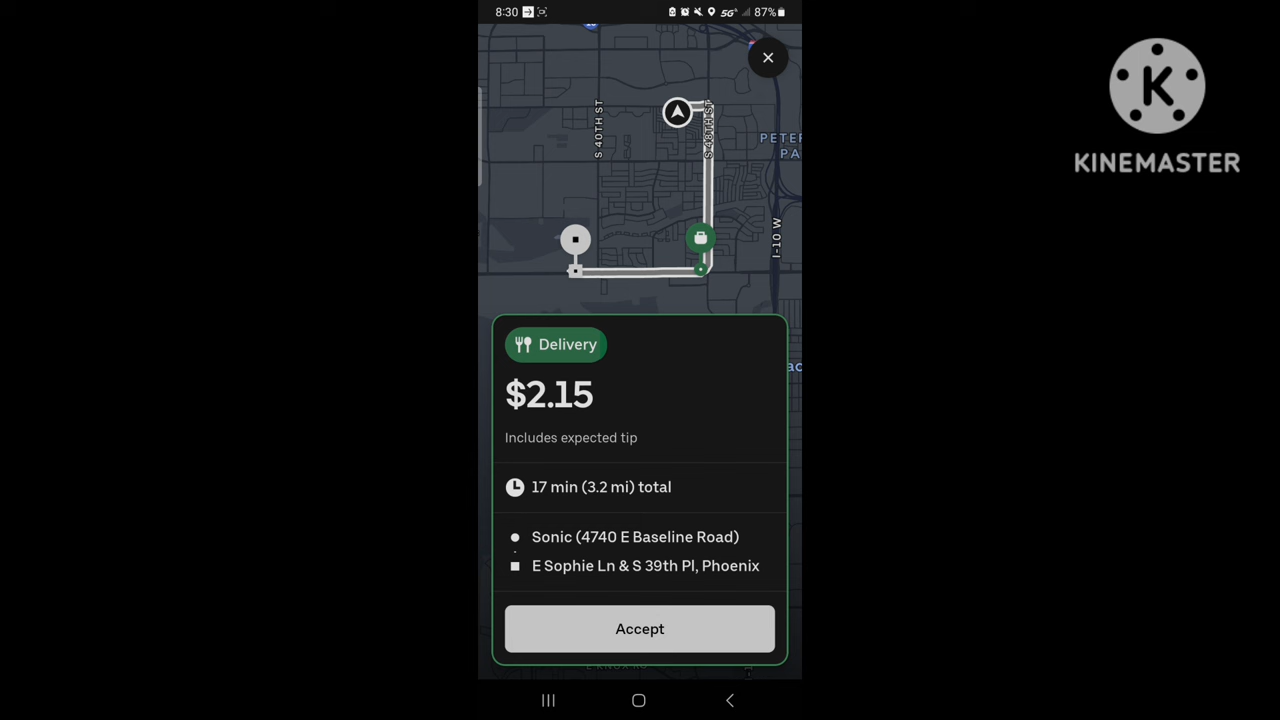 8:30
5G+
87%
S 40TH ST
S 48TH ST
PETER
PA
I-10 W
K
KINEMASTER
Delivery
$2.15
Includes expected tip
17 min (3.2 mi) total
Sonic (4740 E Baseline Road)
E Sophie Ln & S 39th Pl, Phoenix
Accept